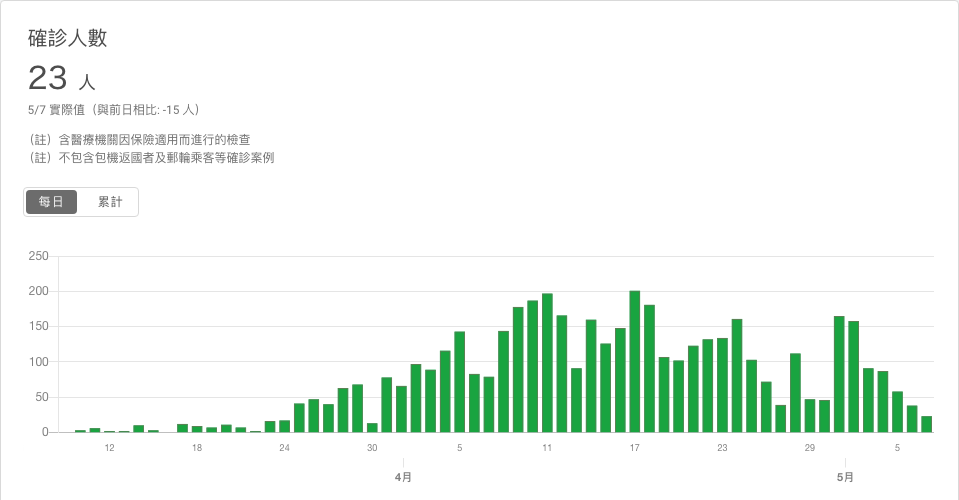 確診人數
23 人
5/7 實際值（與前日相比: -15 人）
（註）含醫療機關因保險適用而進行的檢查
（註）不包含包機返國者及郵輪乘客等確診案例
每日 累計
250
200
150
100
50
0
12 18 24 30 5 11 17 23 29 5
4月 5月